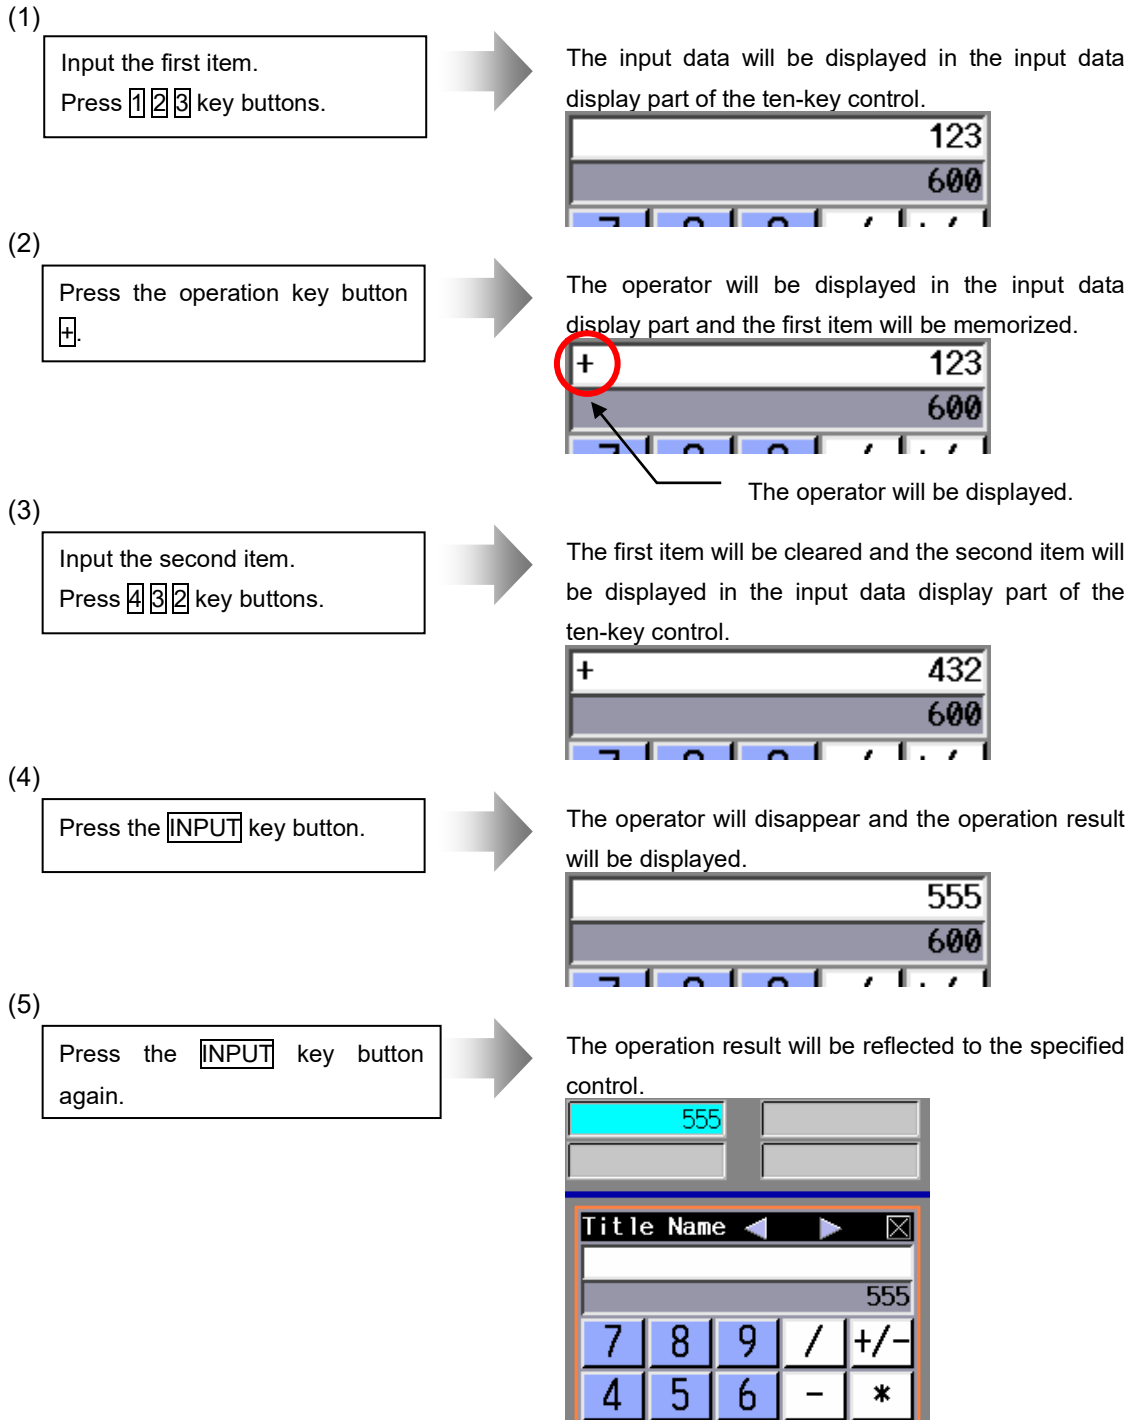 (1)
Input the first item.
Press 1 2 3 key buttons.
The input data will be displayed in the input data
display part of the ten-key control.
123
600
(2)
Press the operation key button
+.
The operator will be displayed in the input data
display part and the first item will be memorized.
+ 123
600
The operator will be displayed.
(3)
Input the second item.
Press 4 3 2 key buttons.
The first item will be cleared and the second item will
be displayed in the input data display part of the
ten-key control.
+ 432
600
(4)
Press the INPUT key button.
The operator will disappear and the operation result
will be displayed.
555
600
(5)
Press the INPUT key button
again.
The operation result will be reflected to the specified
control.
555
Title Name
555
7 8 9 / +/-
4 5 6 - *